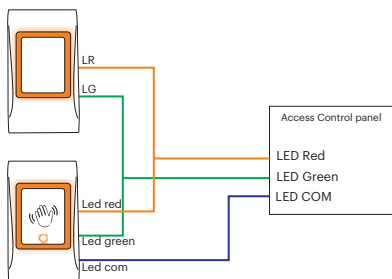 LR
LG
Access Control panel
LED Red
LED Green
LED COM
Led red
Led green
Led com